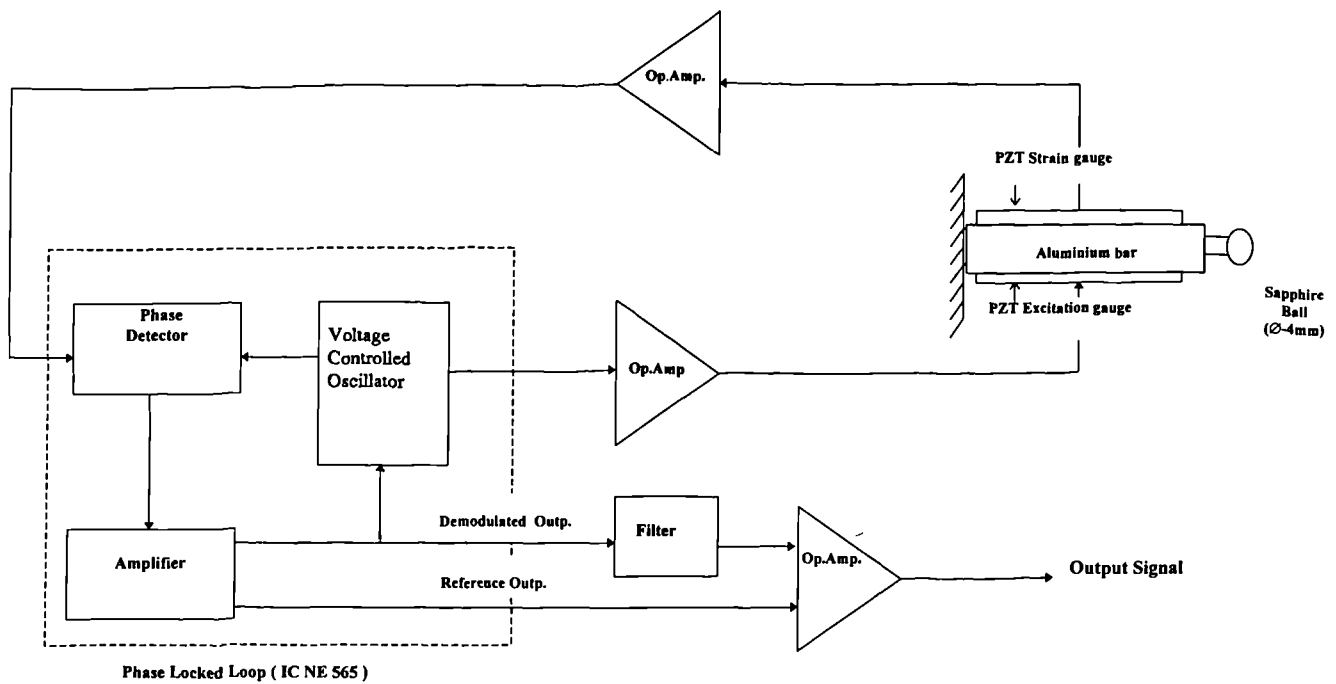 Op.Amp.
PZT Strain gauge
Aluminium bar
PZT Excitation gauge
Sapphire
Ball
(∅-4mm)
Phase
Detector
Voltage
Controlled
Oscillator
Op.Amp
Demodulated Outp.
Filter
Amplifier
Op.Amp.
Output Signal
Reference Outp.
Phase Locked Loop ( IC NE 565 )